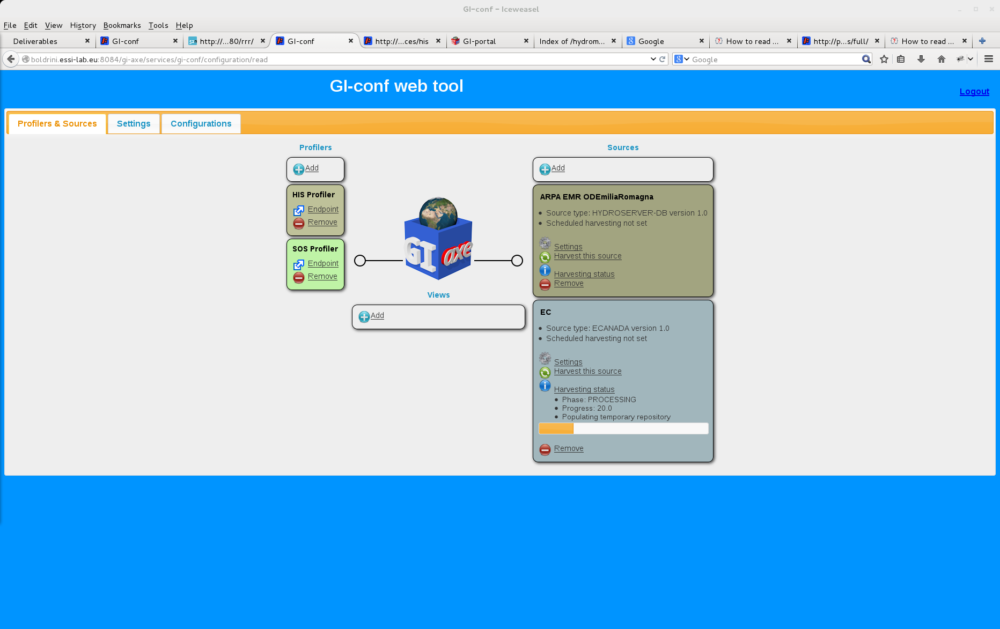 GI-conf - Iceweasel
File Edit View History Bookmarks Tools Help
Deliverables GI-conf http://...80/rrr/ GI-conf http://...ces/his GI-portal Index of /hydrom... Google How to read ... http://p...s/full/ How to read ...
boldrini.essi-lab.eu:8084/gi-axe/services/gi-conf/configuration/read
Google
GI-conf web tool
Logout
Profilers & Sources Settings Configurations
Profilers
Add
HIS Profiler
Endpoint
Remove
SOS Profiler
Endpoint
Remove
GI axe
Views
Add
Sources
Add
ARPA EMR ODEmiliaRomagna
• Source type: HYDROSERVER-DB version 1.0
• Scheduled harvesting not set
Settings
Harvest this source
Harvesting status
Remove
EC
• Source type: ECANADA version 1.0
• Scheduled harvesting not set
Settings
Harvest this source
Harvesting status
• Phase: PROCESSING
• Progress: 20.0
• Populating temporary repository
Remove